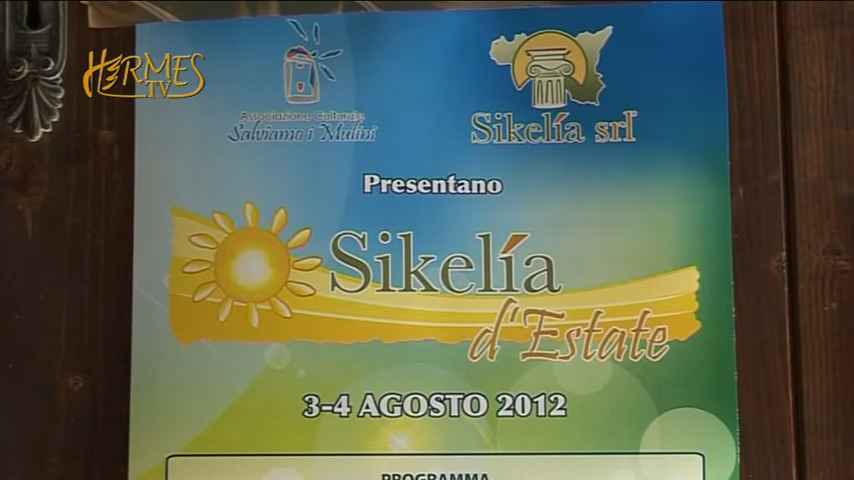 HERMES
TV
Associazione Culturale
Salviamo i Mulini
Sikelía srl
Presentano
Sikelía
d'Estate
3-4 AGOSTO 2012
PROGRAMMA